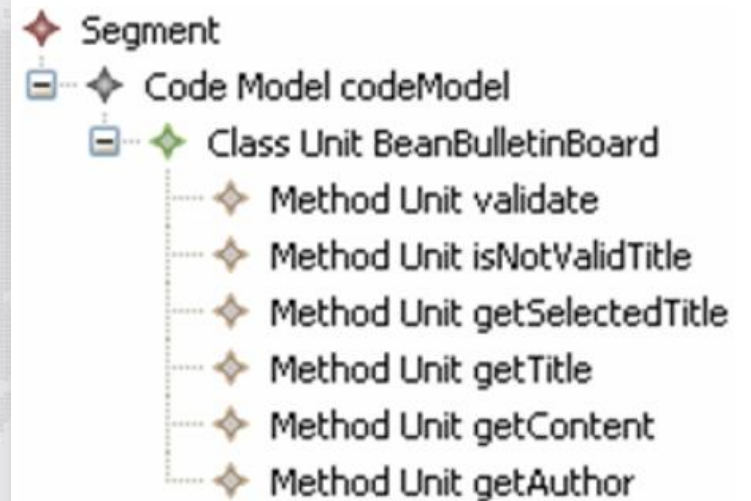 Segment
Code Model codeModel
Class Unit BeanBulletinBoard
Method Unit validate
Method Unit isNotValidTitle
Method Unit getSelectedTitle
Method Unit getTitle
Method Unit getContent
Method Unit getAuthor